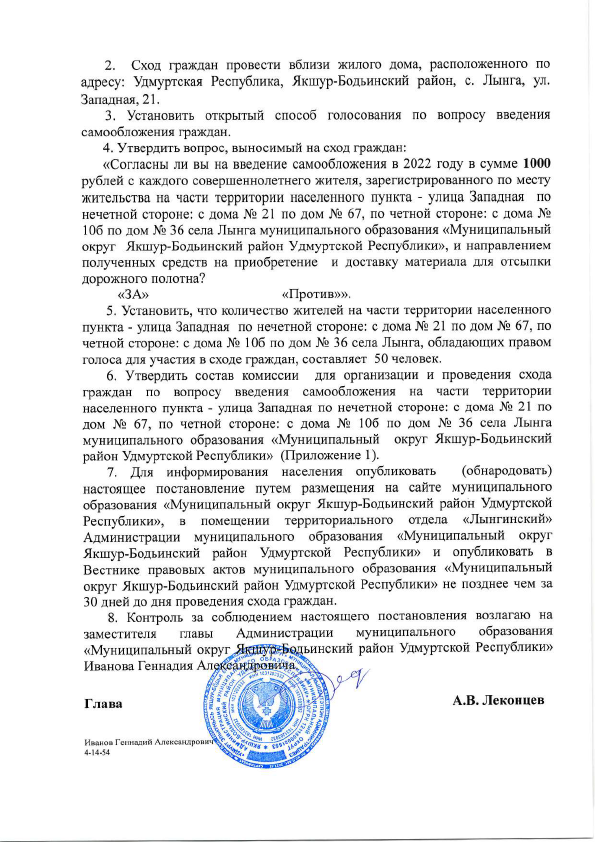 2. Сход граждан провести вблизи жилого дома, расположенного по
адресу: Удмуртская Республика, Якшур-Бодьинский район, с. Лынга, ул.
Западная, 21.
3. Установить открытый способ голосования по вопросу введения
самообложения граждан.
4. Утвердить вопрос, выносимый на сход граждан:
«Согласны ли вы на введение самообложения в 2022 году в сумме 1000
рублей с каждого совершеннолетнего жителя, зарегистрированного по месту
жительства на части территории населенного пункта - улица Западная по
нечетной стороне: с дома № 21 по дом № 67, по четной стороне: с дома №
10б по дом № 36 села Лынга муниципального образования «Муниципальный
округ Якшур-Бодьинский район Удмуртской Республики», и направлением
полученных средств на приобретение и доставку материала для отсыпки
дорожного полотна?
«ЗА» «Против»».
5. Установить, что количество жителей на части территории населенного
пункта - улица Западная по нечетной стороне: с дома № 21 по дом № 67, по
четной стороне: с дома № 10б по дом № 36 села Лынга, обладающих правом
голоса для участия в сходе граждан, составляет 50 человек.
6. Утвердить состав комиссии для организации и проведения схода
граждан по вопросу введения самообложения на части территории
населенного пункта - улица Западная по нечетной стороне: с дома № 21 по
дом № 67, по четной стороне: с дома № 10б по дом № 36 села Лынга
муниципального образования «Муниципальный округ Якшур-Бодьинский
район Удмуртской Республики» (Приложение 1).
7. Для информирования населения опубликовать (обнародовать)
настоящее постановление путем размещения на сайте муниципального
образования «Муниципальный округ Якшур-Бодьинский район Удмуртской
Республики», в помещении территориального отдела «Лынгинский»
Администрации муниципального образования «Муниципальный округ
Якшур-Бодьинский район Удмуртской Республики» и опубликовать в
Вестнике правовых актов муниципального образования «Муниципальный
округ Якшур-Бодьинский район Удмуртской Республики» не позднее чем за
30 дней до дня проведения схода граждан.
8. Контроль за соблюдением настоящего постановления возлагаю на
заместителя главы Администрации муниципального образования
«Муниципальный округ Якшур-Бодьинский район Удмуртской Республики»
Иванова Геннадия Александровича.
Глава А.В. Леконцев
Иванов Геннадий Александрович
4-14-54